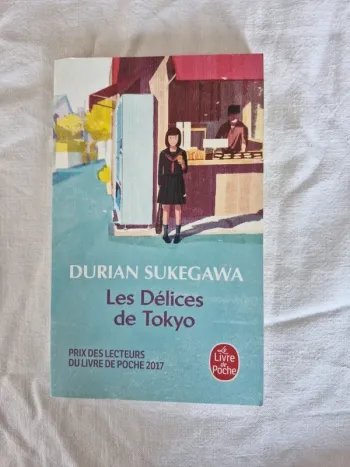 DURIAN SUKEGAWA
Les Délices
de Tokyo
PRIX DES LECTEURS
DU LIVRE DE POCHE 2017
Le
Livre
de
Poche